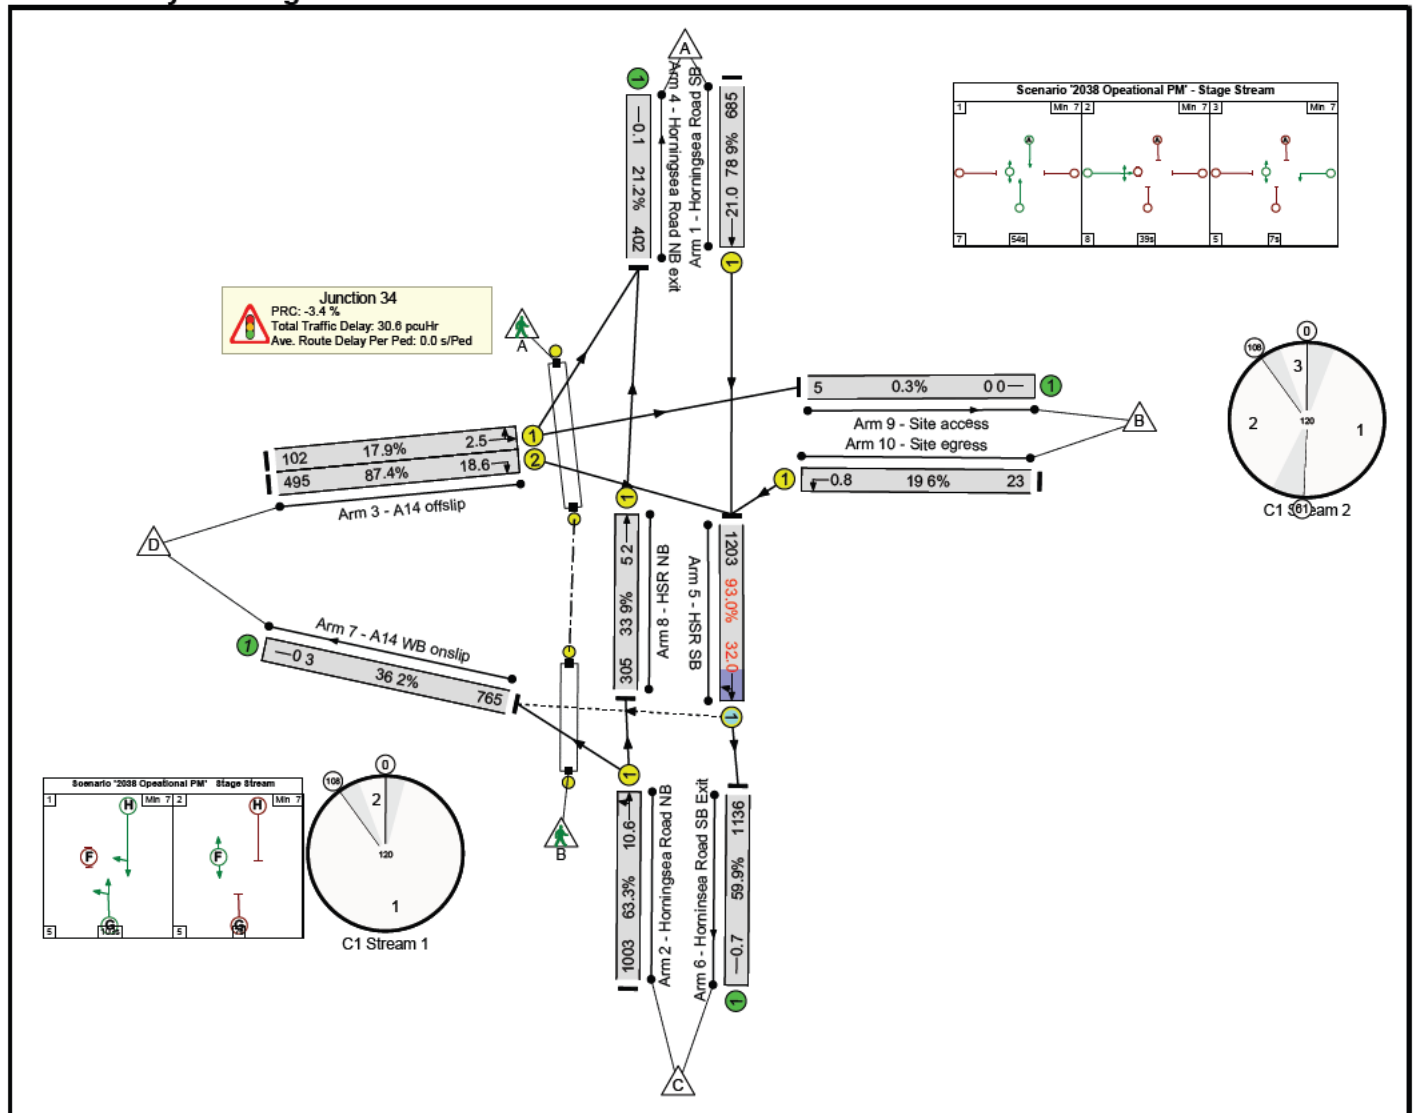 A
1
Arm 4 - Horningsea Road NB exit
Arm 1 - Horningsea Road SB
0.1 21.2% 402
685 78.9% 21.0
1
Scenario '2038 Opeational PM' - Stage Stream
1 Min 7 2 Min 7 3 Min 7
A A A
7 54s 8 39s 5 7s
Junction 34
PRC: -3.4 %
Total Traffic Delay: 30.6 pcuHr
Ave. Route Delay Per Ped: 0.0 s/Ped
A
5 0.3% 0 0 1
Arm 9 - Site access
Arm 10 - Site egress
B
0
108
3
2 120 1
61
C1 Stream 2
102 17.9% 2.5 1
495 87.4% 18.6 2
Arm 3 - A14 offslip
1 0.8 19 6% 23
D
1
305 33 9% 5 2
Arm 8 - HSR NB
Arm 5 - HSR SB
1203 93.0% 32.0
1
Arm 7 - A14 WB onslip
1 0 3 36 2% 765
Scenario '2038 Opeational PM' Stage Stream
1 Min 7 2 Min 7
H H
F F
G G
5 5
0
108
2
120
1
C1 Stream 1
B
1
1003 63.3% 10.6
Arm 2 - Horningsea Road NB
Arm 6 - Horninsea Road SB Exit
0.7 59.9% 1136
1
C